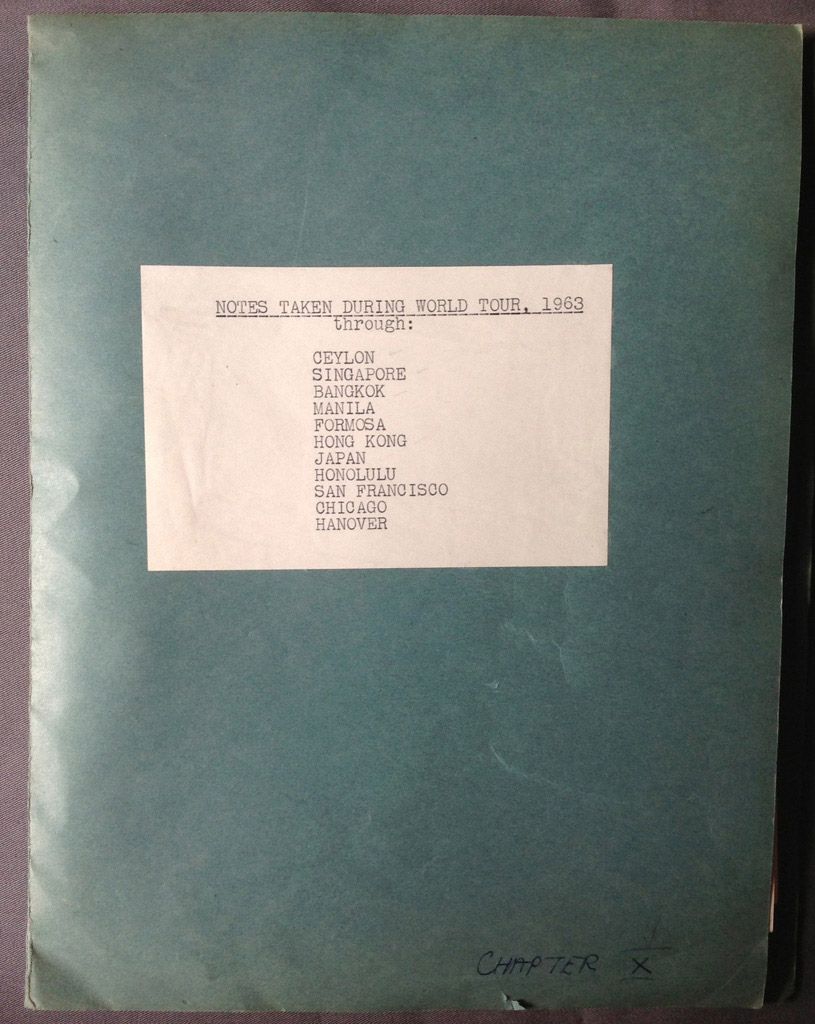 NOTES TAKEN DURING WORLD TOUR, 1963
through:
CEYLON
SINGAPORE
BANGKOK
MANILA
FORMOSA
HONG KONG
JAPAN
HONOLULU
SAN FRANCISCO
CHICAGO
HANOVER
CHAPTER X